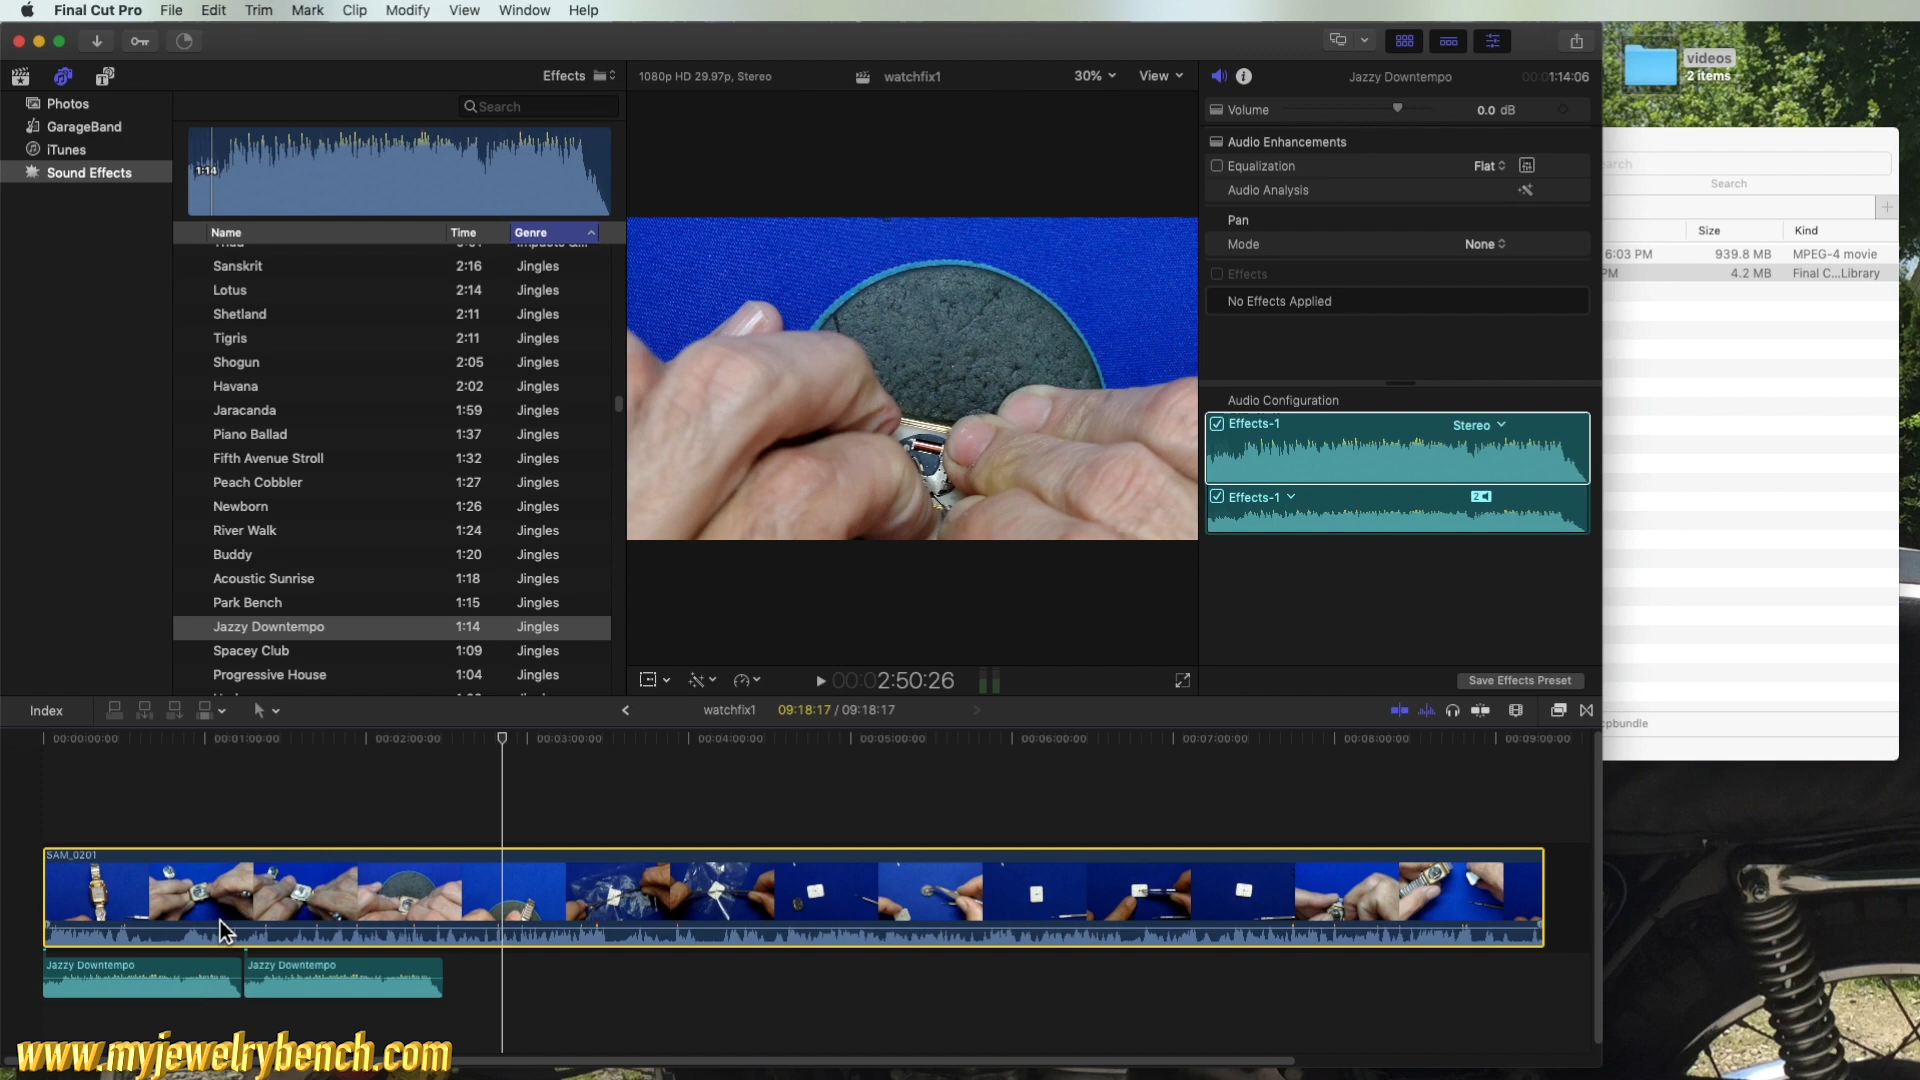 Final Cut Pro File Edit Trim Mark Clip Modify View Window Help
Effects
1080p HD 29.97p, Stereo
watchfix1
30%
View
Jazzy Downtempo
1:14:06
videos
2 items
Photos
GarageBand
iTunes
Sound Effects
Search
1:14
Name Time Genre
Sanskrit 2:16 Jingles
Lotus 2:14 Jingles
Shetland 2:11 Jingles
Tigris 2:11 Jingles
Shogun 2:05 Jingles
Havana 2:02 Jingles
Jaracanda 1:59 Jingles
Piano Ballad 1:37 Jingles
Fifth Avenue Stroll 1:32 Jingles
Peach Cobbler 1:27 Jingles
Newborn 1:26 Jingles
River Walk 1:24 Jingles
Buddy 1:20 Jingles
Acoustic Sunrise 1:18 Jingles
Park Bench 1:15 Jingles
Jazzy Downtempo 1:14 Jingles
Spacey Club 1:09 Jingles
Progressive House 1:04 Jingles
Volume 0.0 dB
Audio Enhancements
Equalization Flat
Audio Analysis
Pan
Mode None
Effects
No Effects Applied
Audio Configuration
Effects-1 Stereo
Effects-1 2
Save Effects Preset
arch
Search
Size Kind
6:03 PM 939.8 MB MPEG-4 movie
PM 4.2 MB Final C...Library
cpbundle
00:02:50:26
Index
watchfix1 09:18:17 / 09:18:17
00:00:00:00 00:01:00:00 00:02:00:00 00:03:00:00 00:04:00:00 00:05:00:00 00:06:00:00 00:07:00:00 00:08:00:00 00:09:00:00
SAM_0201
Jazzy Downtempo Jazzy Downtempo
www.myjewelrybench.com